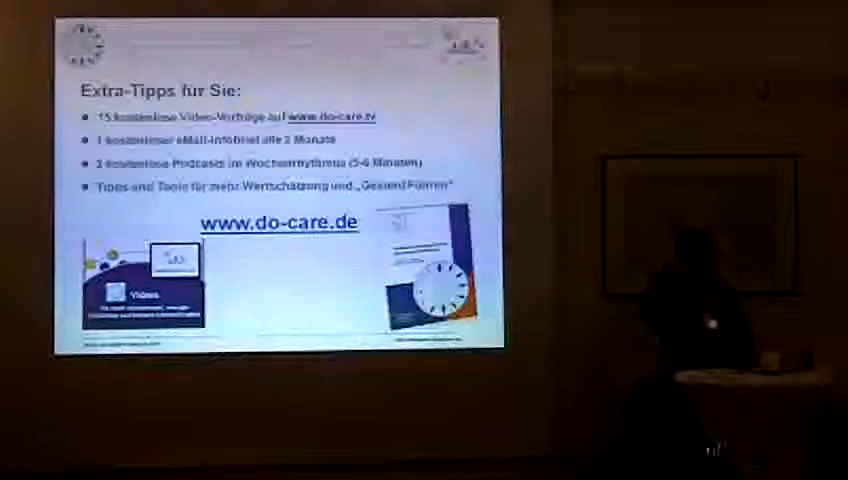 Extra-Tipps für Sie:
15 kostenlose Video-Vorträge auf www.do-care.tv
1 kostenloser eMail-Infobrief alle 2 Monate
2 kostenlose Podcasts im Wochenrhythmus (5-6 Minuten)
Tipps und Tools für mehr Wertschätzung und „Gesund Führen"
www.do-care.de
Videos